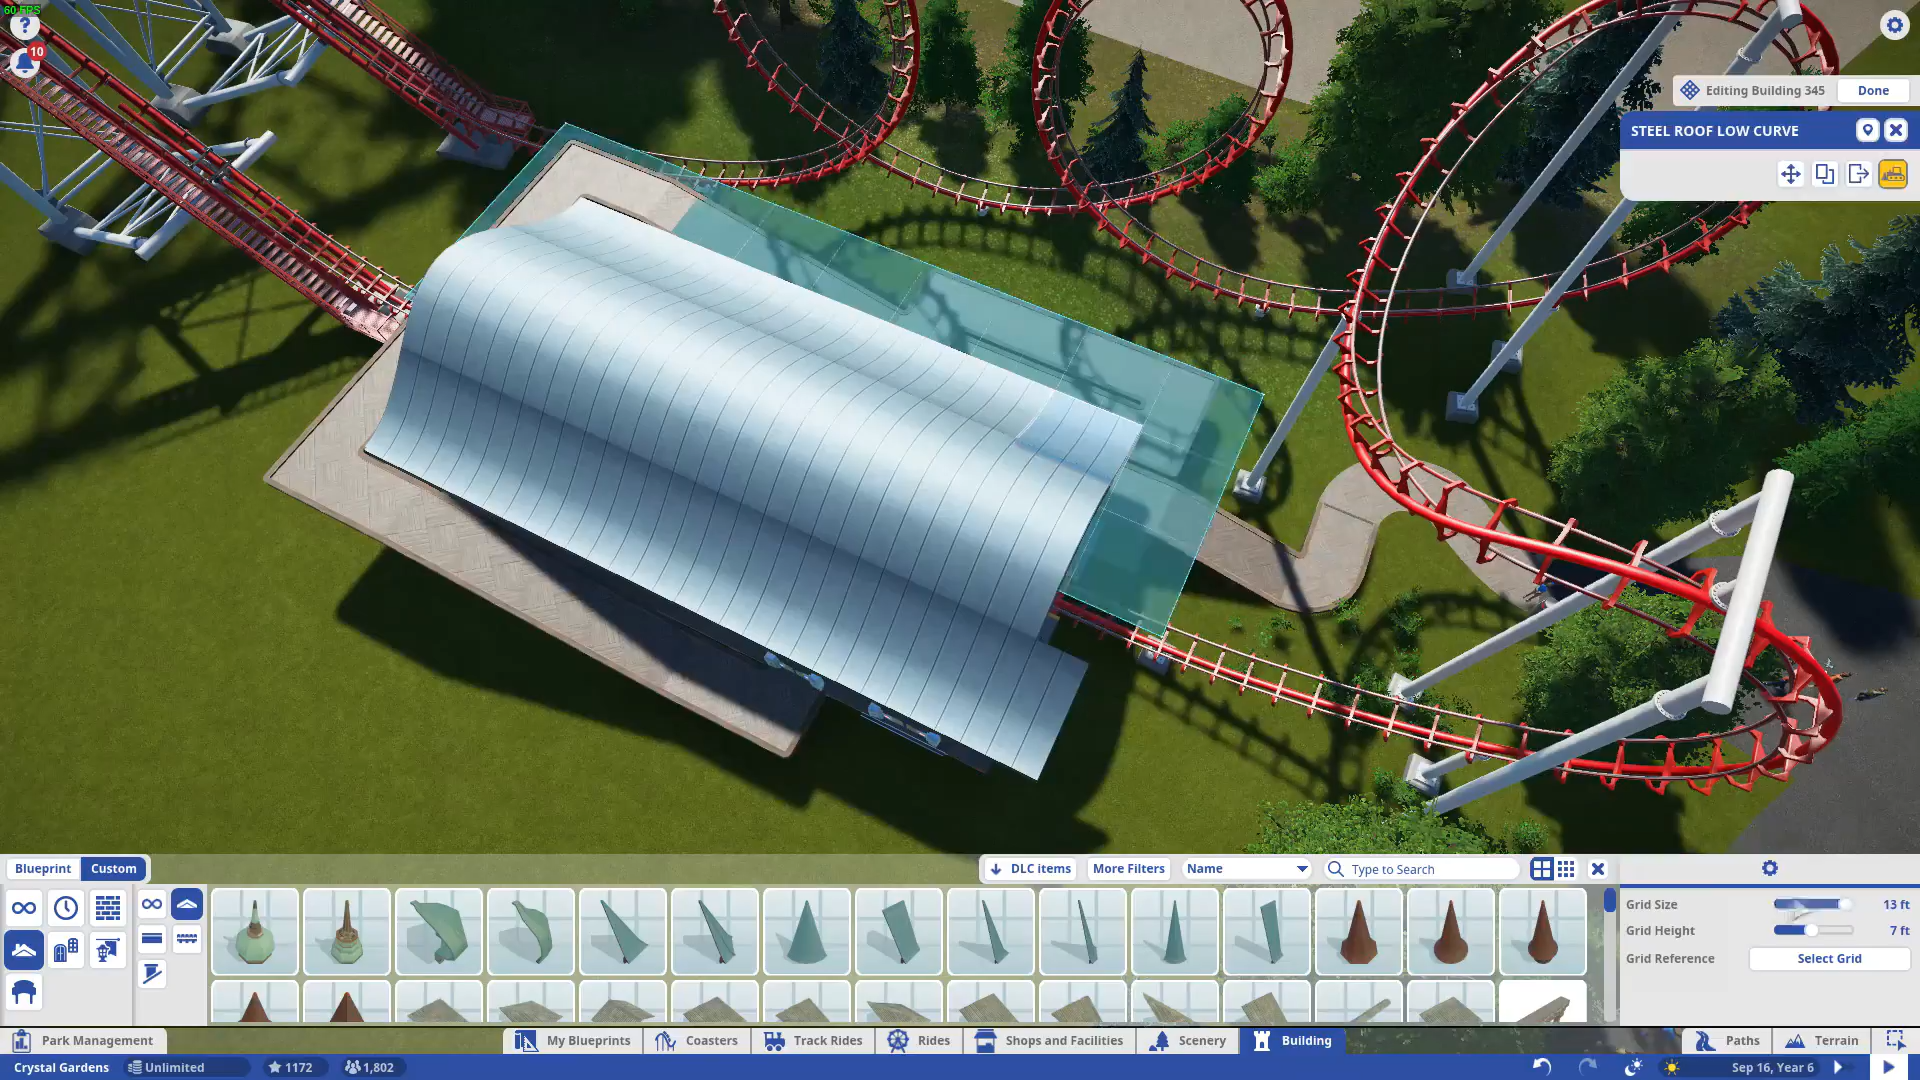 60 FPS
?
10
Editing Building 345
Done
STEEL ROOF LOW CURVE
Blueprint
Custom
DLC items
More Filters
Name
Type to Search
Grid Size
13 ft
Grid Height
7 ft
Grid Reference
Select Grid
Park Management
My Blueprints
Coasters
Track Rides
Rides
Shops and Facilities
Scenery
Building
Paths
Terrain
Crystal Gardens
Unlimited
1172
1,802
Sep 16, Year 6